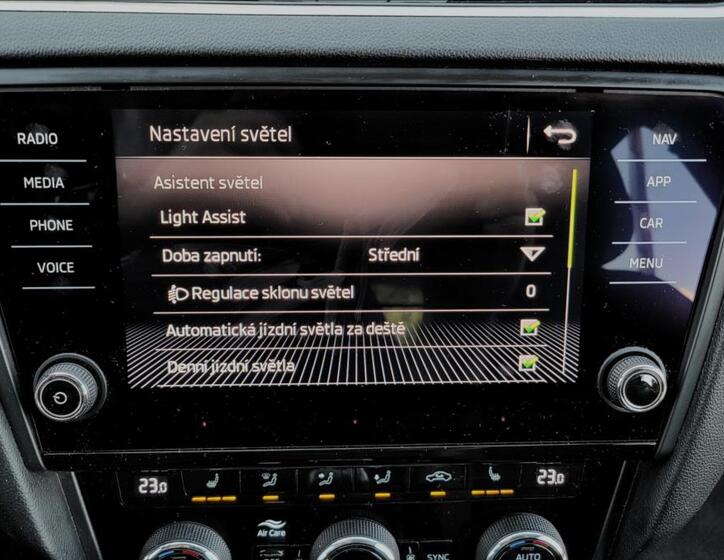 RADIO
MEDIA
PHONE
VOICE
Nastavení světel
Asistent světel
Light Assist
Doba zapnutí: Střední
Regulace sklonu světel 0
Automatická jízdní světla za deště
Denní jízdní světla
NAV
APP
CAR
MENU
23.0
23.0
Air Care
SYNC
AUTO